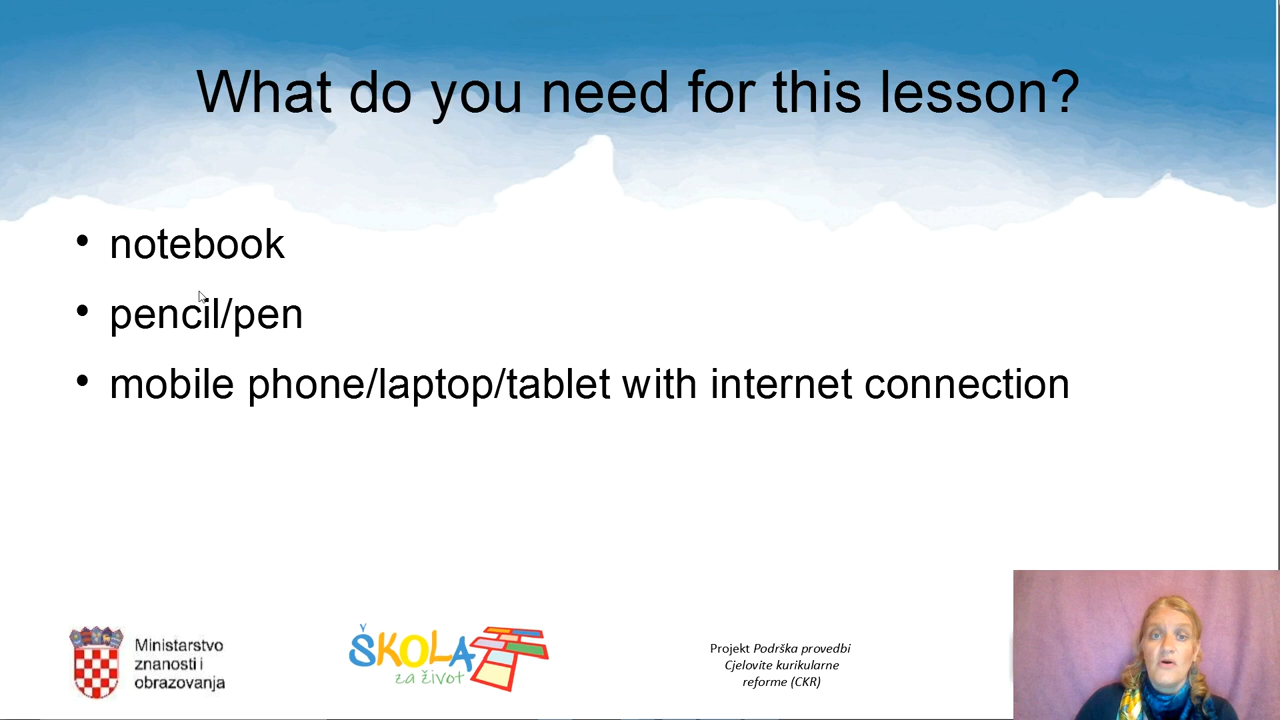 What do you need for this lesson?
• notebook
• pencil/pen
• mobile phone/laptop/tablet with internet connection
Ministarstvo
znanosti i
obrazovanja
ŠKOLA
za život
Projekt Podrška provedbi
Cjelovite kurikularne
reforme (CKR)